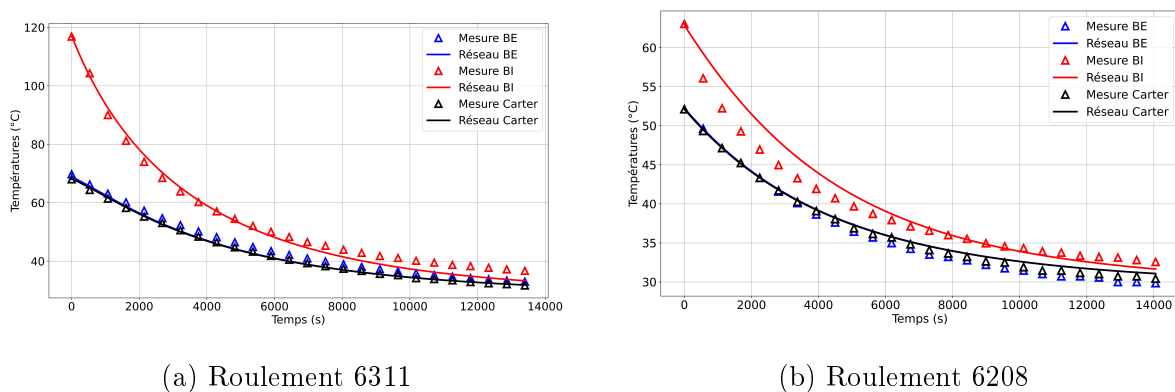 120
100
80
60
40
Températures (°C)
0
2000
4000
6000
8000
10000
12000
14000
Temps (s)
Mesure BE
Réseau BE
Mesure BI
Réseau BI
Mesure Carter
Réseau Carter
(a) Roulement 6311
65
60
55
50
45
40
35
30
Températures (°C)
0
2000
4000
6000
8000
10000
12000
14000
Temps (s)
Mesure BE
Réseau BE
Mesure BI
Réseau BI
Mesure Carter
Réseau Carter
(b) Roulement 6208